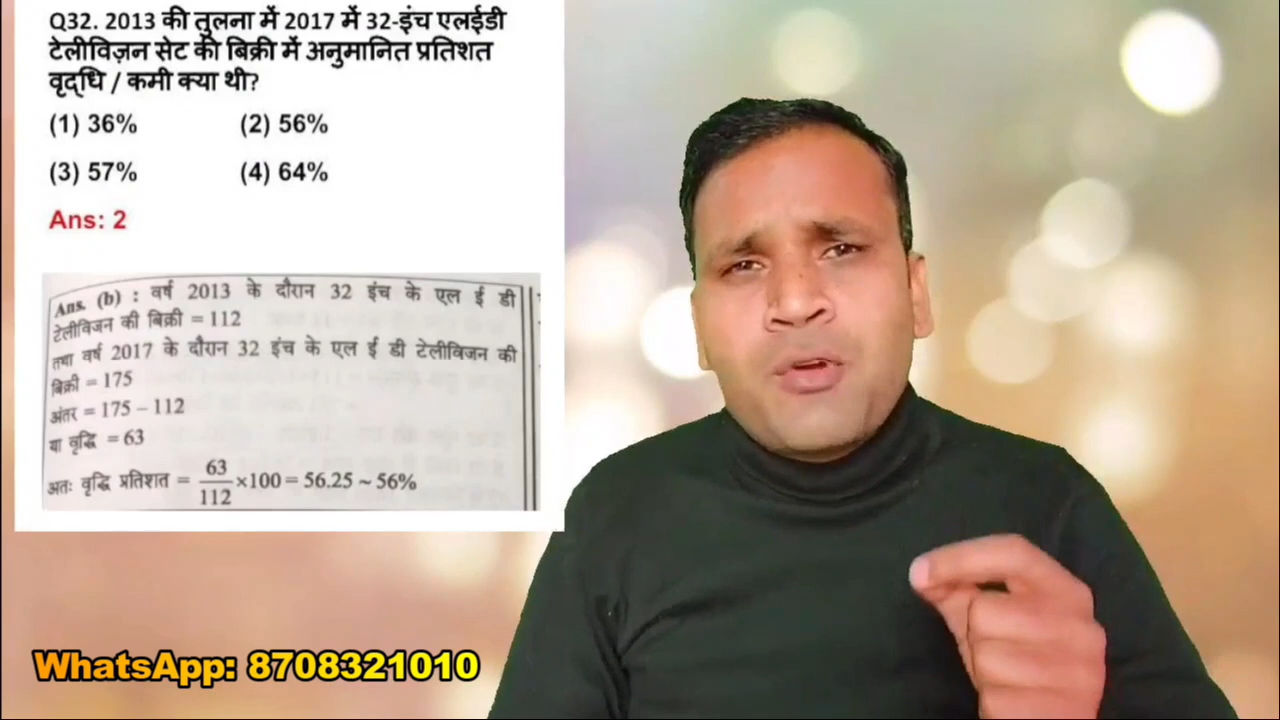 Q32. 2013 की तुलना में 2017 में 32-इंच एलईडी
टेलीविज़न सेट की बिक्री में अनुमानित प्रतिशत
वृद्धि / कमी क्या थी?
(1) 36% (2) 56%
(3) 57% (4) 64%
Ans: 2
Ans. (b) : वर्ष 2013 के दौरान 32 इंच के एल ई डी
टेलीविजन की बिक्री = 112
तथा वर्ष 2017 के दौरान 32 इंच के एल ई डी टेलीविजन की
बिक्री = 175
अंतर = 175 – 112
या वृद्धि = 63
अतः वृद्धि प्रतिशत = 63/112 ×100 = 56.25 ~ 56%
WhatsApp: 8708321010